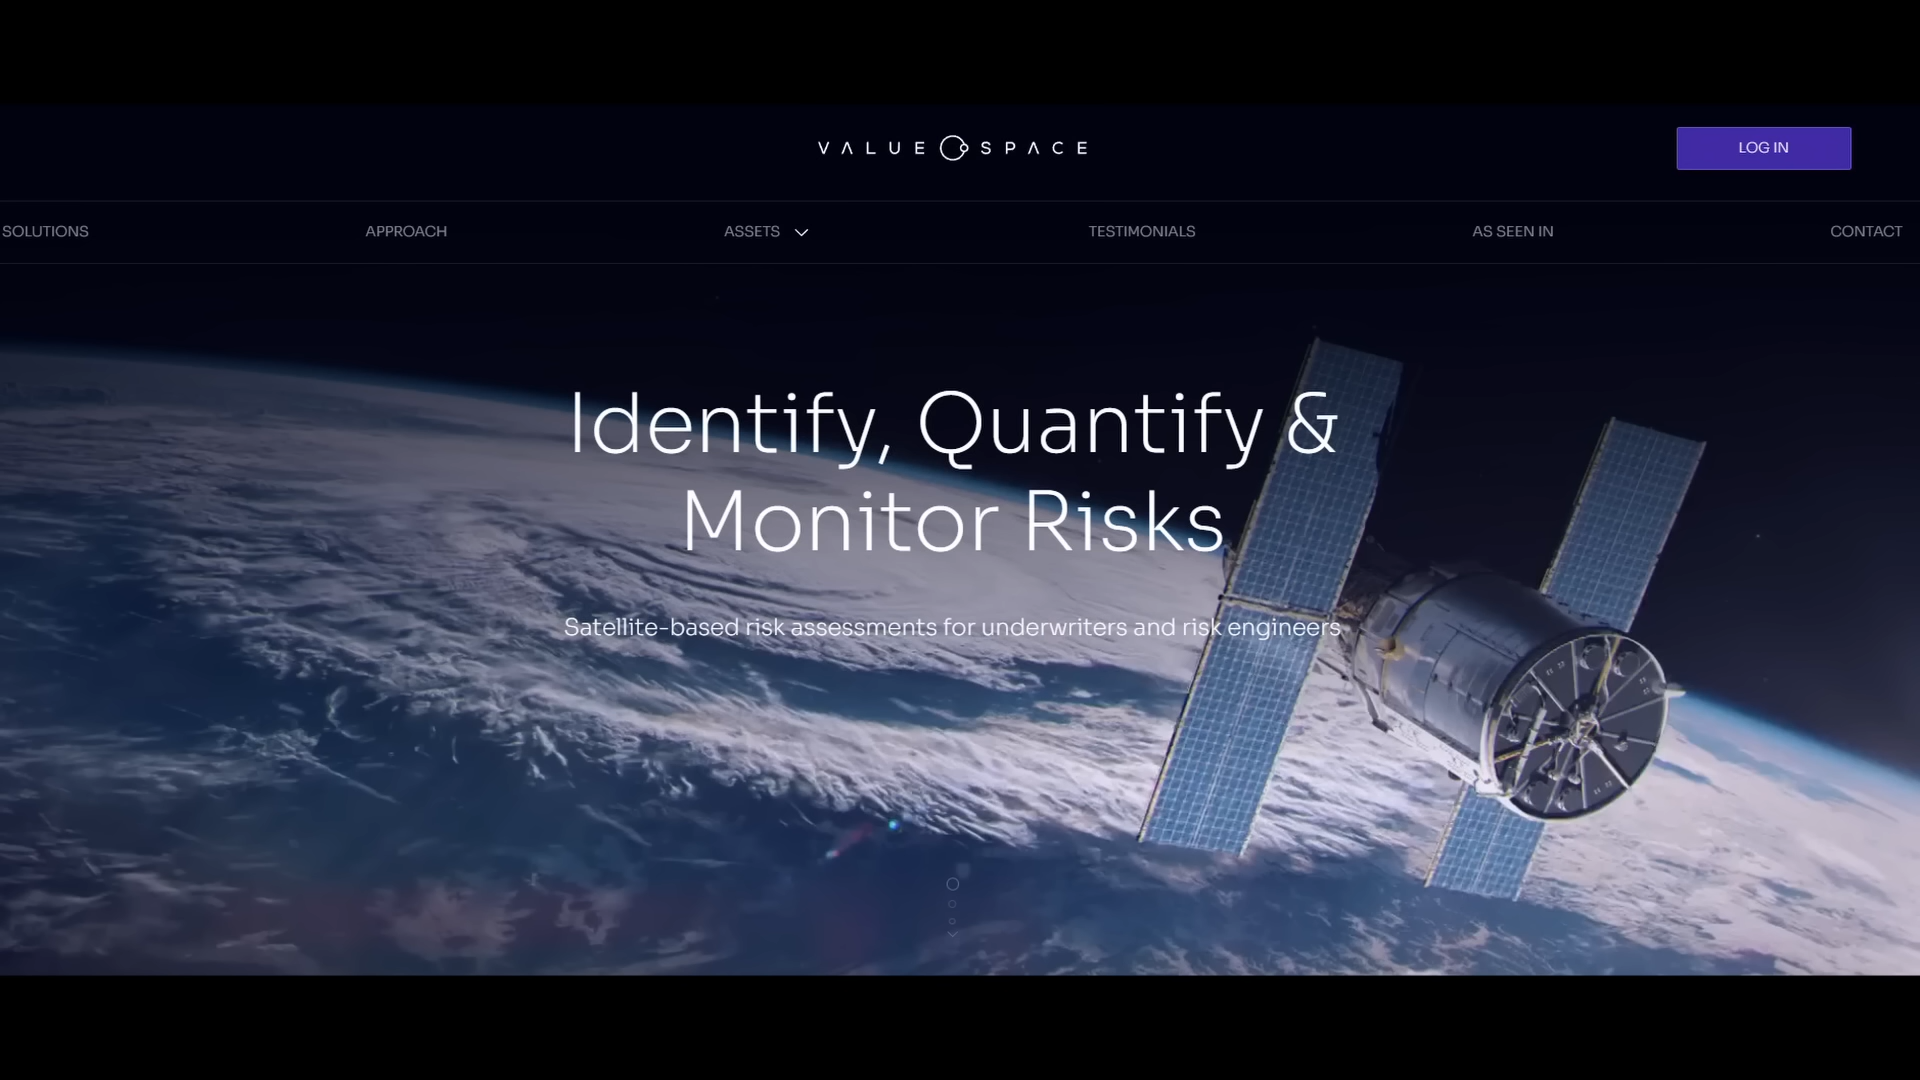 VALUE SPACE
LOG IN
SOLUTIONS
APPROACH
ASSETS
TESTIMONIALS
AS SEEN IN
CONTACT
Identify, Quantify &
Monitor Risks
Satellite-based risk assessments for underwriters and risk engineers